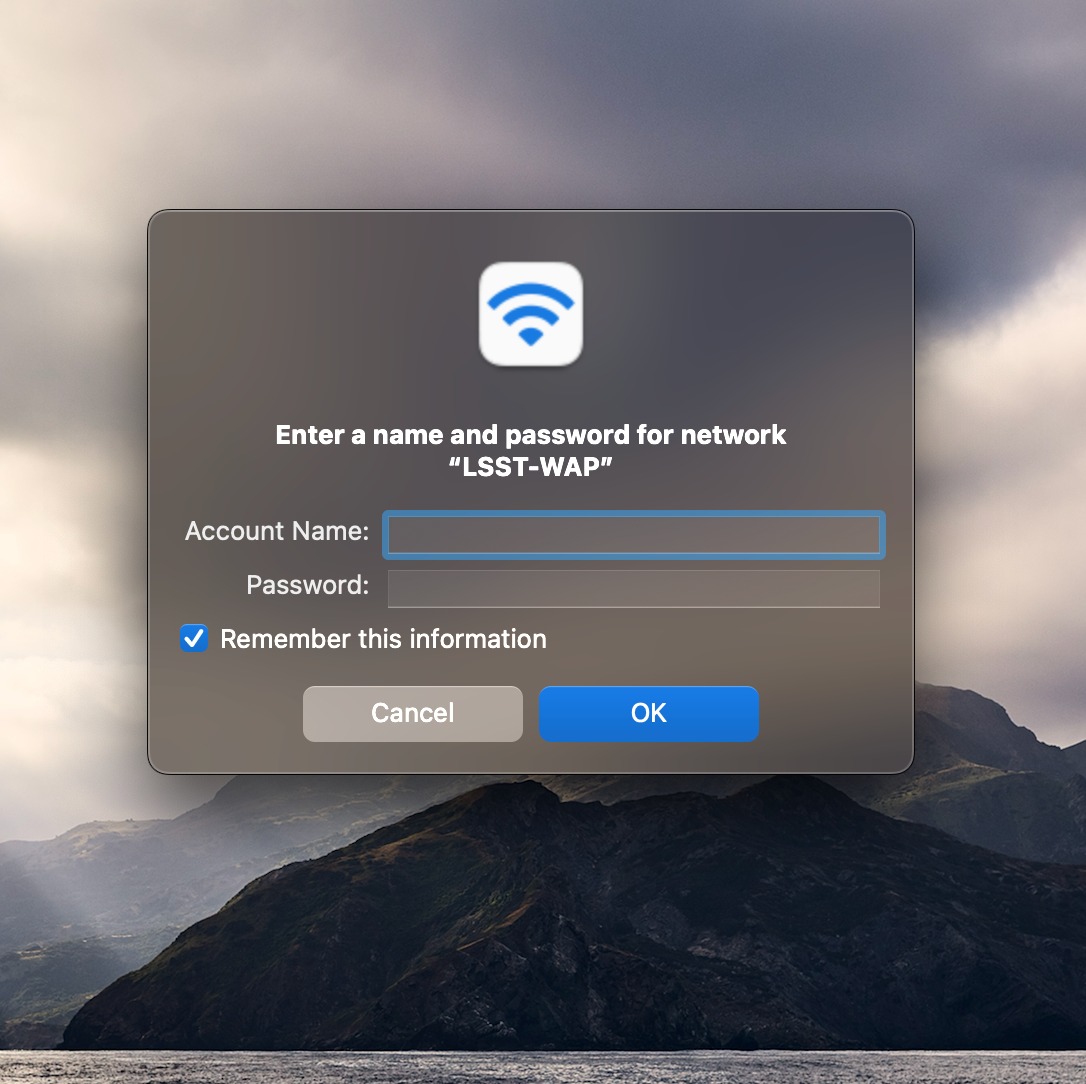 Enter a name and password for network
“LSST-WAP”
Account Name:
Password:
Remember this information
Cancel
OK